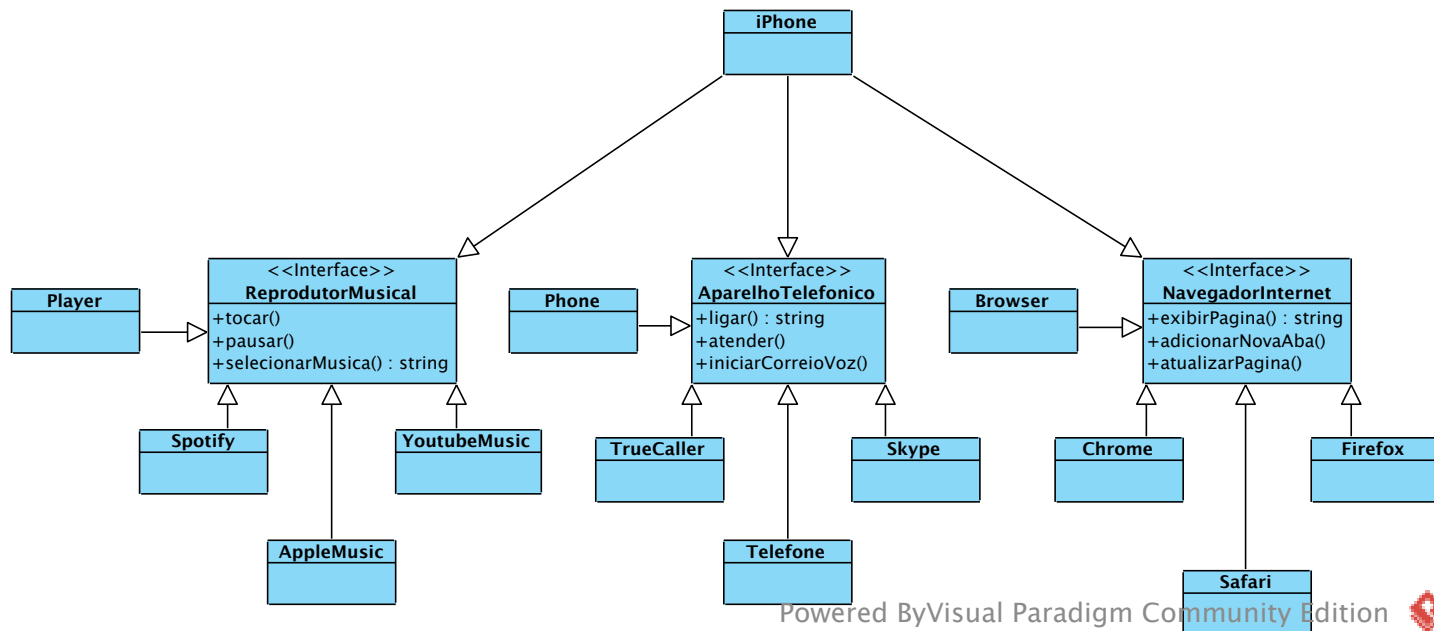 iPhone
Player
<<Interface>>
ReprodutorMusical
+tocar()
+pausar()
+selecionarMusica() : string
Phone
<<Interface>>
AparelhoTelefonico
+ligar() : string
+atender()
+iniciarCorreioVoz()
Browser
<<Interface>>
NavegadorInternet
+exibirPagina() : string
+adicionarNovaAba()
+atualizarPagina()
Spotify
YoutubeMusic
TrueCaller
Skype
Chrome
Firefox
AppleMusic
Telefone
Safari
Powered ByVisual Paradigm Community Edition